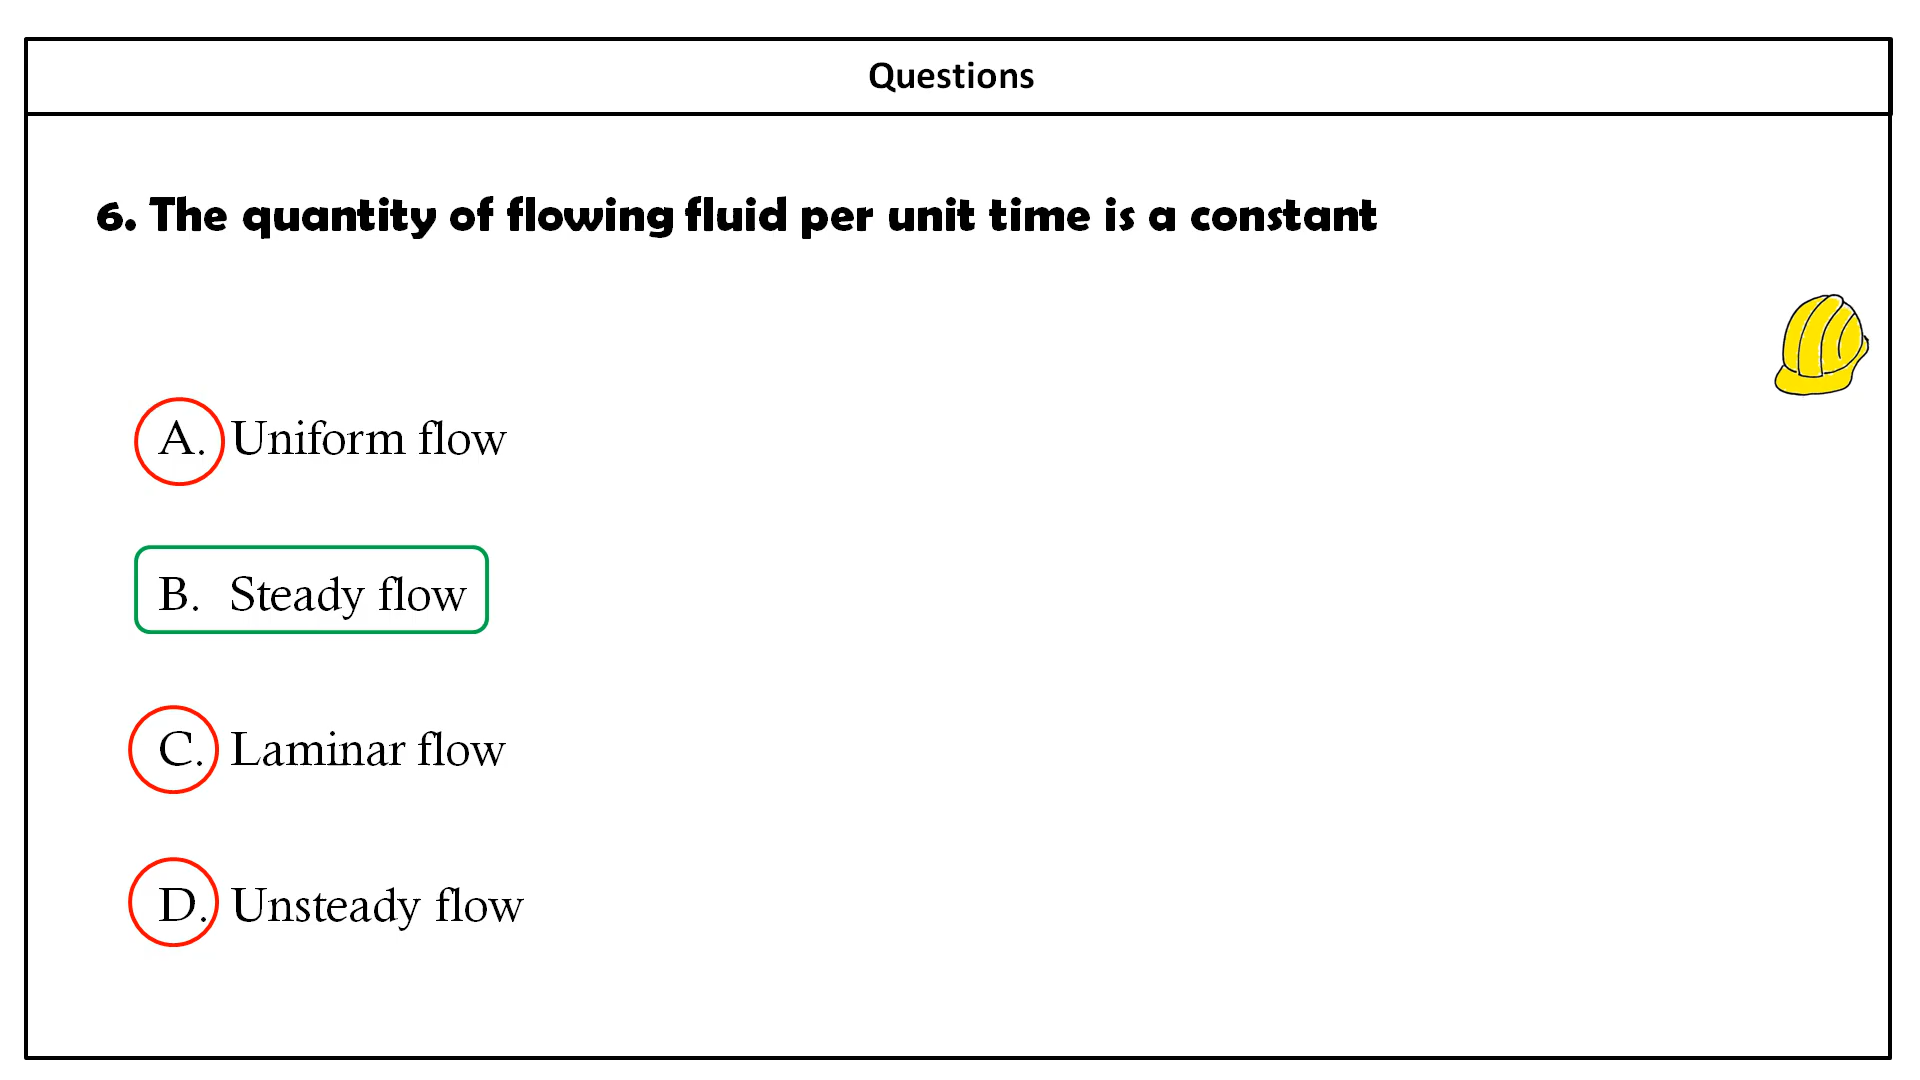 Questions
6. The quantity of flowing fluid per unit time is a constant
A. Uniform flow
B. Steady flow
C. Laminar flow
D. Unsteady flow